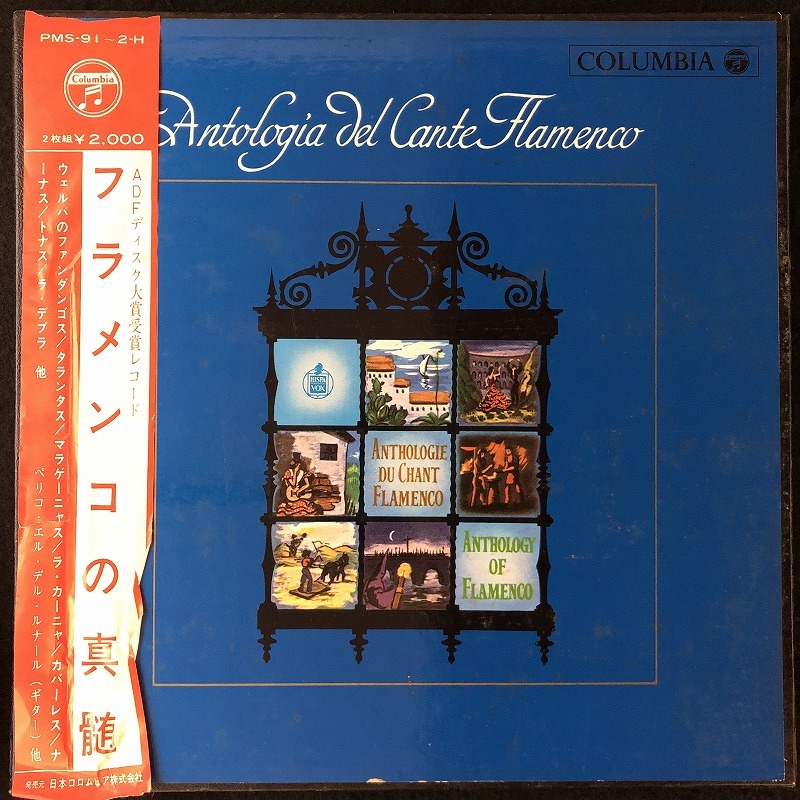 PMS-91~2-H
Columbia
2枚組¥2,000
ADFディスク大賞受賞レコード
フラメンコの真髄
ウェルバのファンダンゴス/タランタス/マラゲーニャス/ラ・カーニャ/カバーレス/ナ
ーナス/トナス/ラ・デブラ 他
ペリコ・エル・デル・ルナール(ギター)他
発売元 日本コロムビア株式会社
COLUMBIA
Antología del Cante Flamenco
HISPA
VOX
ANTHOLOGIE
DU CHANT
FLAMENCO
ANTHOLOGY
OF
FLAMENCO